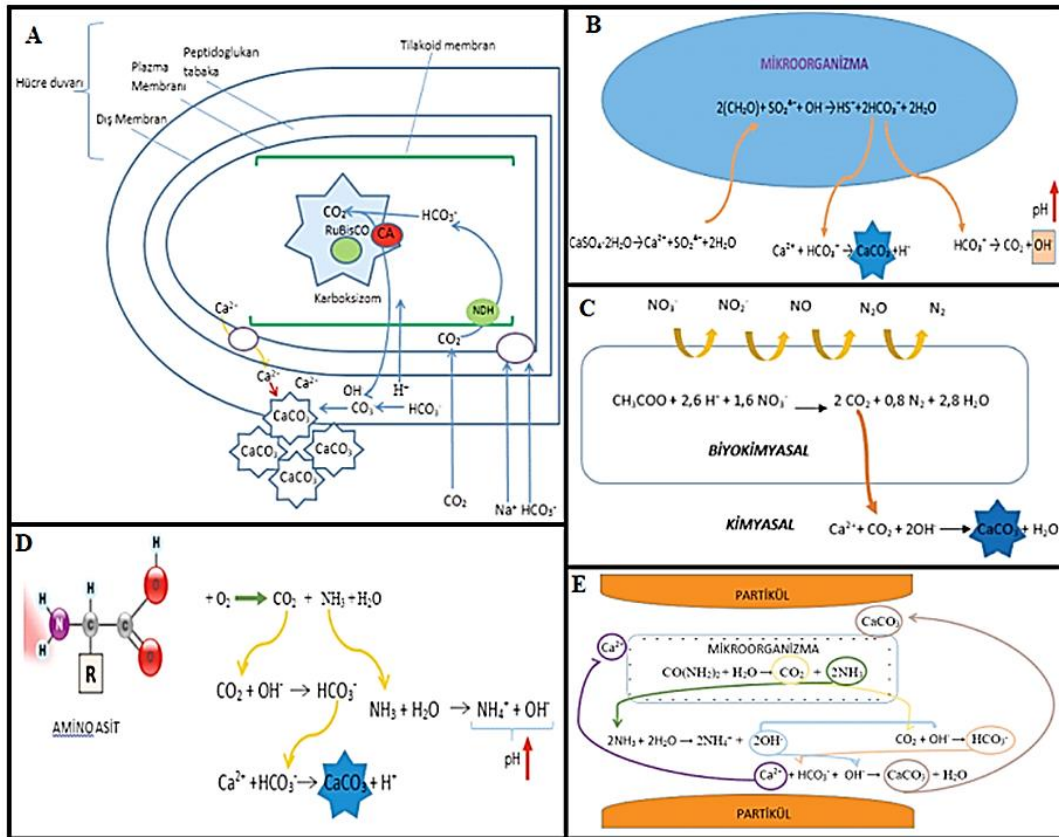 A
Hücre duvarı
Peptidoglukan
tabaka
Plazma
Membranı
Dış Membran
Tilakoid membran
CO₂
HCO₃⁻
RuBisCO
CA
Karboksizom
NDH
Ca²⁺
CO₂
Ca²⁺
Ca²⁺
OH
H⁺
CaCO₃
CO₃
HCO₃⁻
CaCO₃
CaCO₃
CaCO₃
CO₂
Na⁺ HCO₃⁻
B
MİKROORGANİZMA
2(CH₂O)+ SO₂⁴⁻+ OH →HS⁻+ 2HCO₃⁻+ 2H₂O
pH
CaSO₄·2H₂O→Ca²⁺+ SO₂⁴⁻+2H₂O
Ca²⁺ + HCO₃⁻→ CaCO₃ +H⁻
HCO₃⁻→ CO₂ + OH⁻
C
NO₃⁻
NO₂⁻
NO
N₂O
N₂
CH₃COO + 2,6 H⁺ + 1,6 NO₃⁻ → 2 CO₂ + 0,8 N₂ + 2,8 H₂O
BİYOKİMYASAL
KİMYASAL
Ca²⁺+ CO₂ + 2OH⁻ → CaCO₃ + H₂O
D
H
H
H
O
N
C
C
H
O
R
AMİNO ASİT
+ O₂ → CO₂ + NH₃ + H₂O
CO₂ + OH⁻ → HCO₃⁻
NH₃ + H₂O → NH₄⁺ + OH⁻
pH
Ca²⁺ +HCO₃⁻→ CaCO₃ + H⁺
E
PARTİKÜL
CaCO₃
Ca²⁺
MİKROORGANİZMA
CO(NH₂)₂ + H₂O→ CO₂ + 2NH₃
2NH₃ + 2H₂O → 2NH₄⁺ + 2OH⁻
CO₂ + OH⁻→ HCO₃⁻
Ca²⁺ + HCO₃⁻ + OH⁻ → CaCO₃ + H₂O
PARTİKÜL